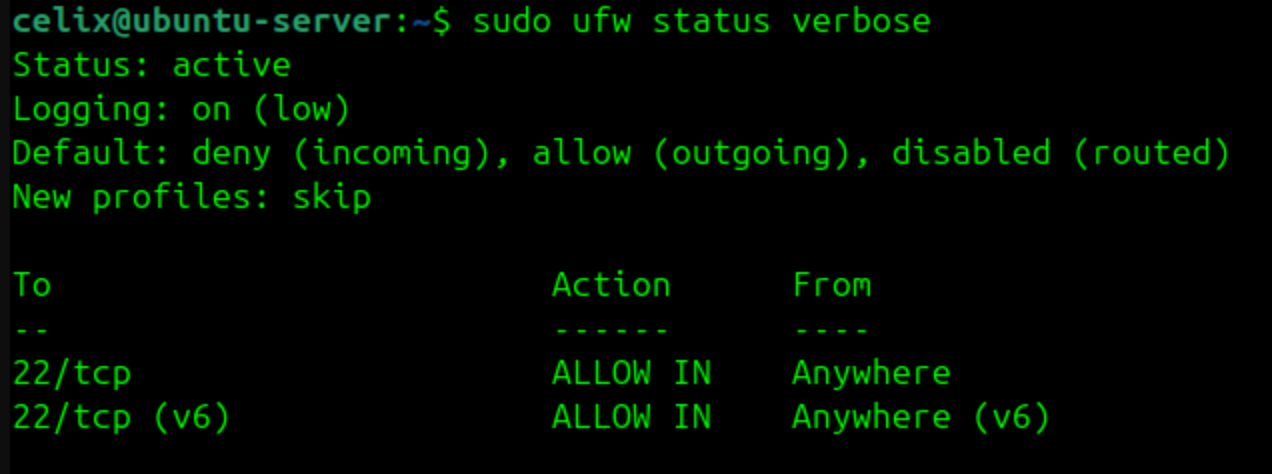 celix@ubuntu-server:~$ sudo ufw status verbose
Status: active
Logging: on (low)
Default: deny (incoming), allow (outgoing), disabled (routed)
New profiles: skip

To                         Action      From
--                         ------      ----
22/tcp                     ALLOW IN    Anywhere
22/tcp (v6)                ALLOW IN    Anywhere (v6)